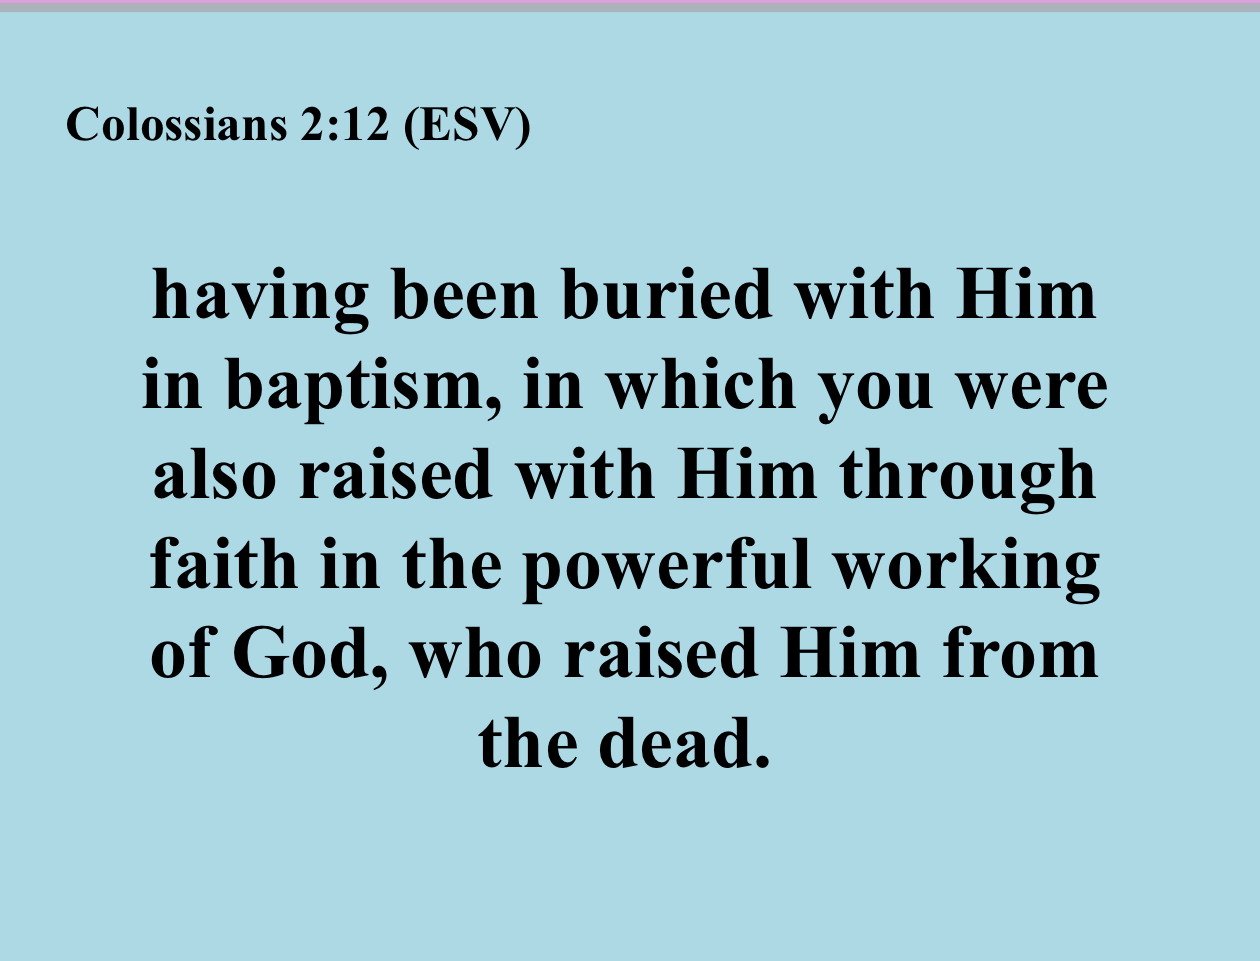 Colossians 2:12 (ESV)
having been buried with Him
in baptism, in which you were
also raised with Him through
faith in the powerful working
of God, who raised Him from
the dead.